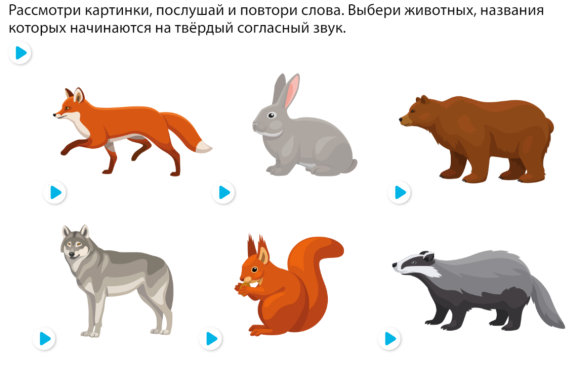 Рассмотри картинки, послушай и повтори слова. Выбери животных, названия
которых начинаются на твёрдый согласный звук.